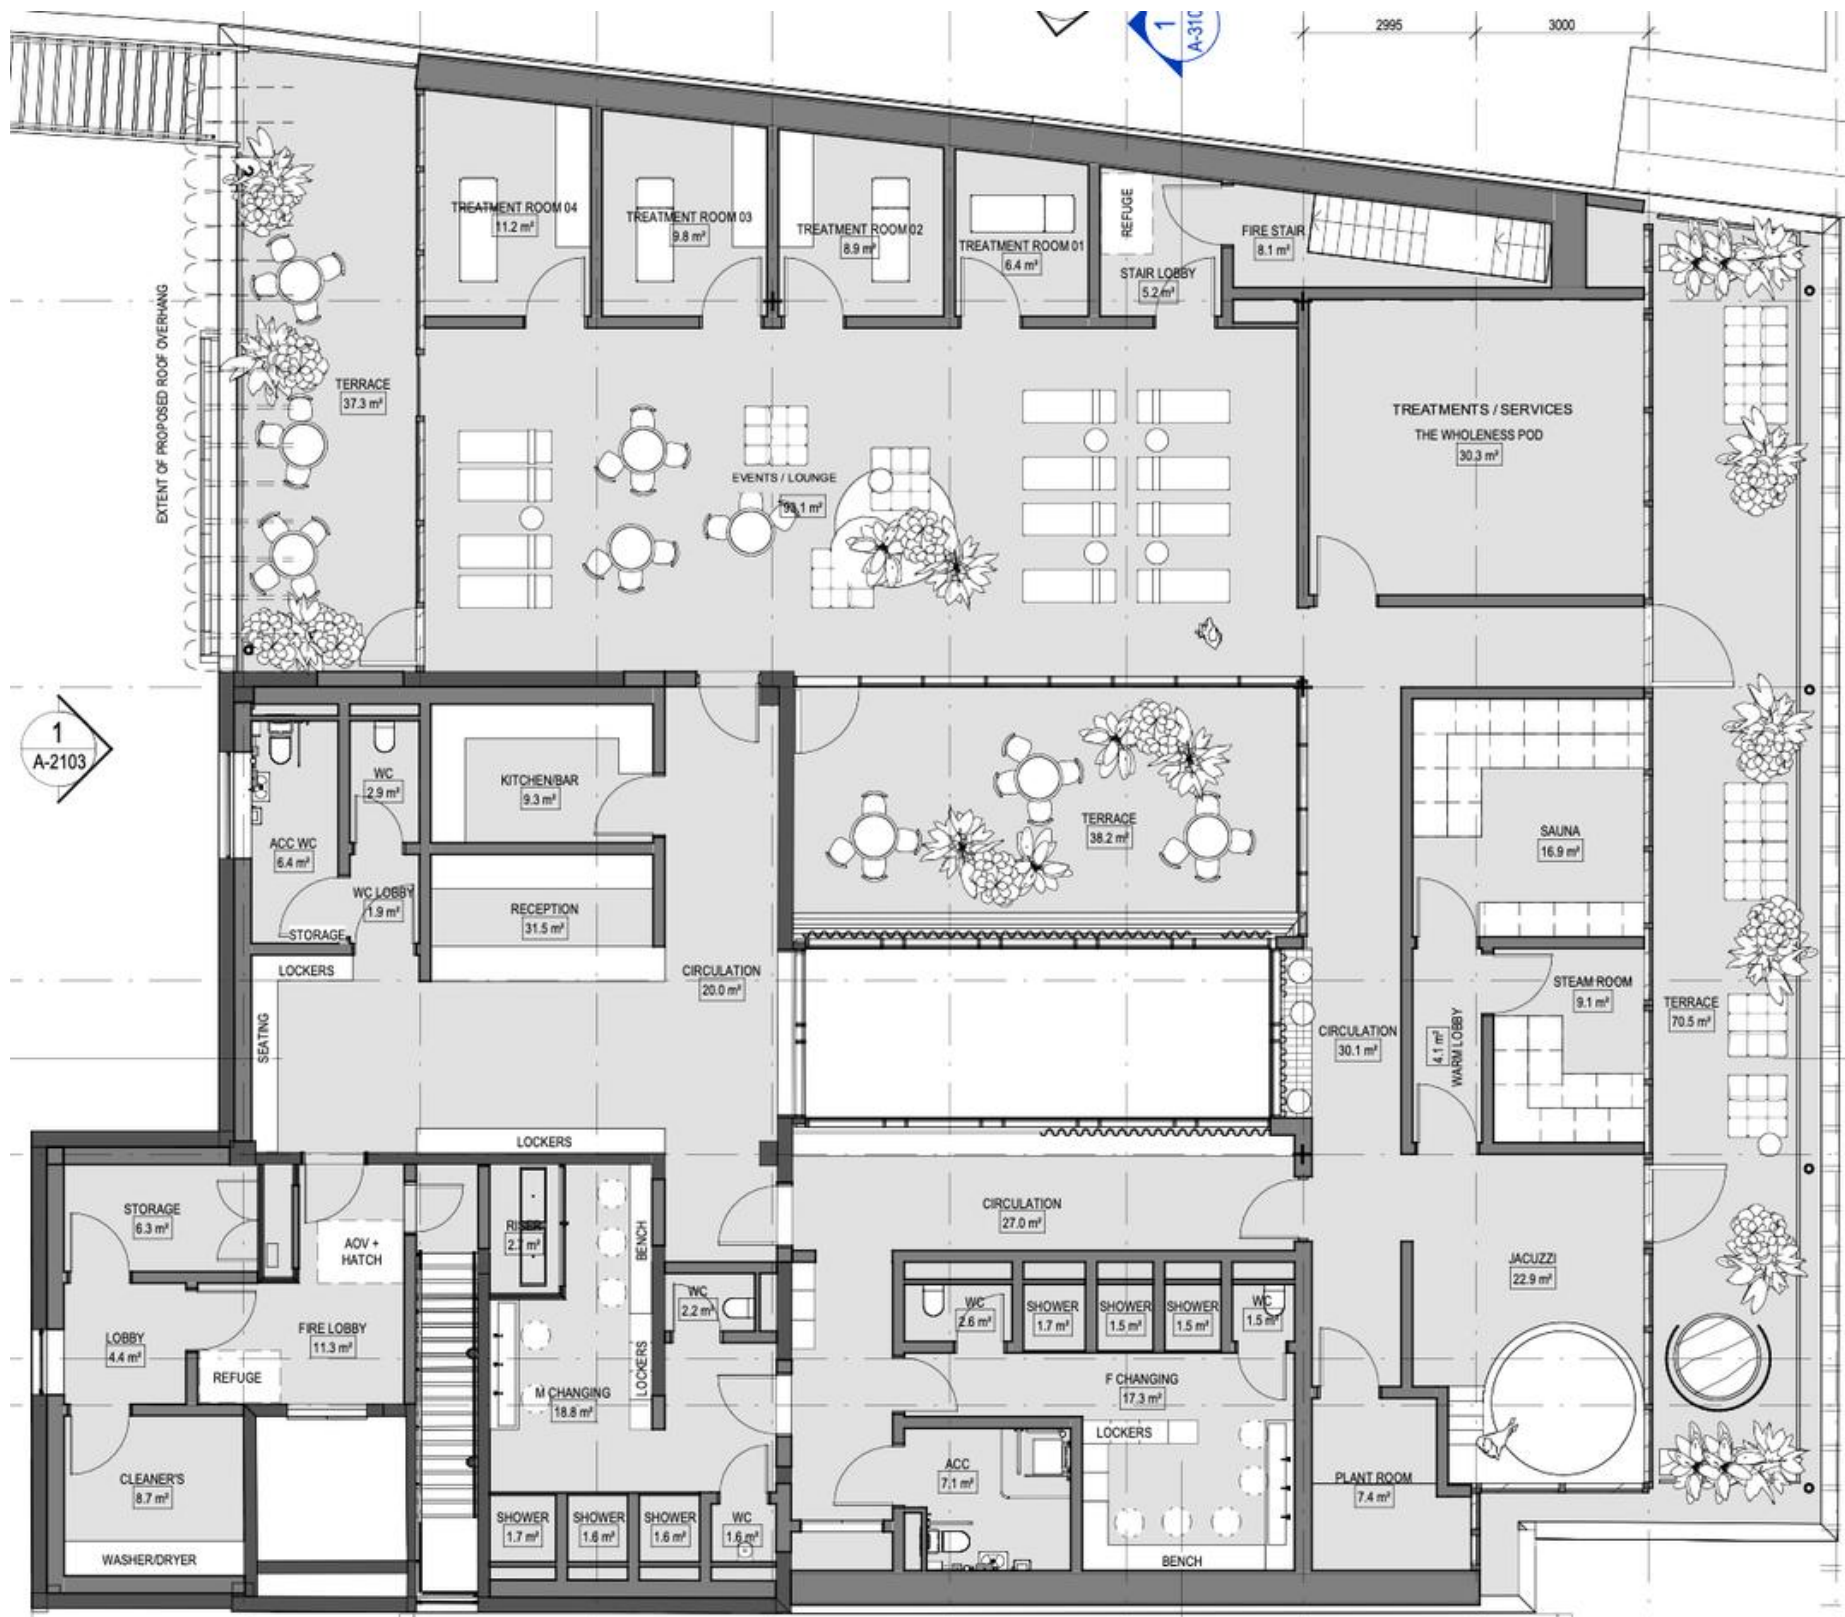 1
A-310
2995
3000
2
TREATMENT ROOM 04
11.2 m²
TREATMENT ROOM 03
9.8 m²
TREATMENT ROOM 02
8.9 m²
TREATMENT ROOM 01
6.4 m²
REFUGE
STAIR LOBBY
5.2 m²
FIRE STAIR
8.1 m²
EXTENT OF PROPOSED ROOF OVERHANG
TERRACE
37.3 m²
EVENTS / LOUNGE
93.1 m²
TREATMENTS / SERVICES
THE WHOLENESS POD
30.3 m²
1
A-2103
WC
2.9 m²
KITCHEN/BAR
9.3 m²
ACC WC
6.4 m²
WC LOBBY
1.9 m²
STORAGE
RECEPTION
31.5 m²
TERRACE
38.2 m²
SAUNA
16.9 m²
LOCKERS
SEATING
CIRCULATION
20.0 m²
CIRCULATION
30.1 m²
4.1 m²
WARM LOBBY
STEAM ROOM
9.1 m²
TERRACE
70.5 m²
LOCKERS
STORAGE
6.3 m²
AOV +
HATCH
RISER
2.7 m²
BENCH
CIRCULATION
27.0 m²
JACUZZI
22.9 m²
LOBBY
4.4 m²
FIRE LOBBY
11.3 m²
REFUGE
WC
2.2 m²
LOCKERS
M CHANGING
18.8 m²
WC
2.6 m²
SHOWER
1.7 m²
SHOWER
1.5 m²
SHOWER
1.5 m²
WC
1.5 m²
F CHANGING
17.3 m²
LOCKERS
CLEANER'S
8.7 m²
WASHER/DRYER
SHOWER
1.7 m²
SHOWER
1.6 m²
SHOWER
1.6 m²
WC
1.6 m²
ACC
7.1 m²
BENCH
PLANT ROOM
7.4 m²